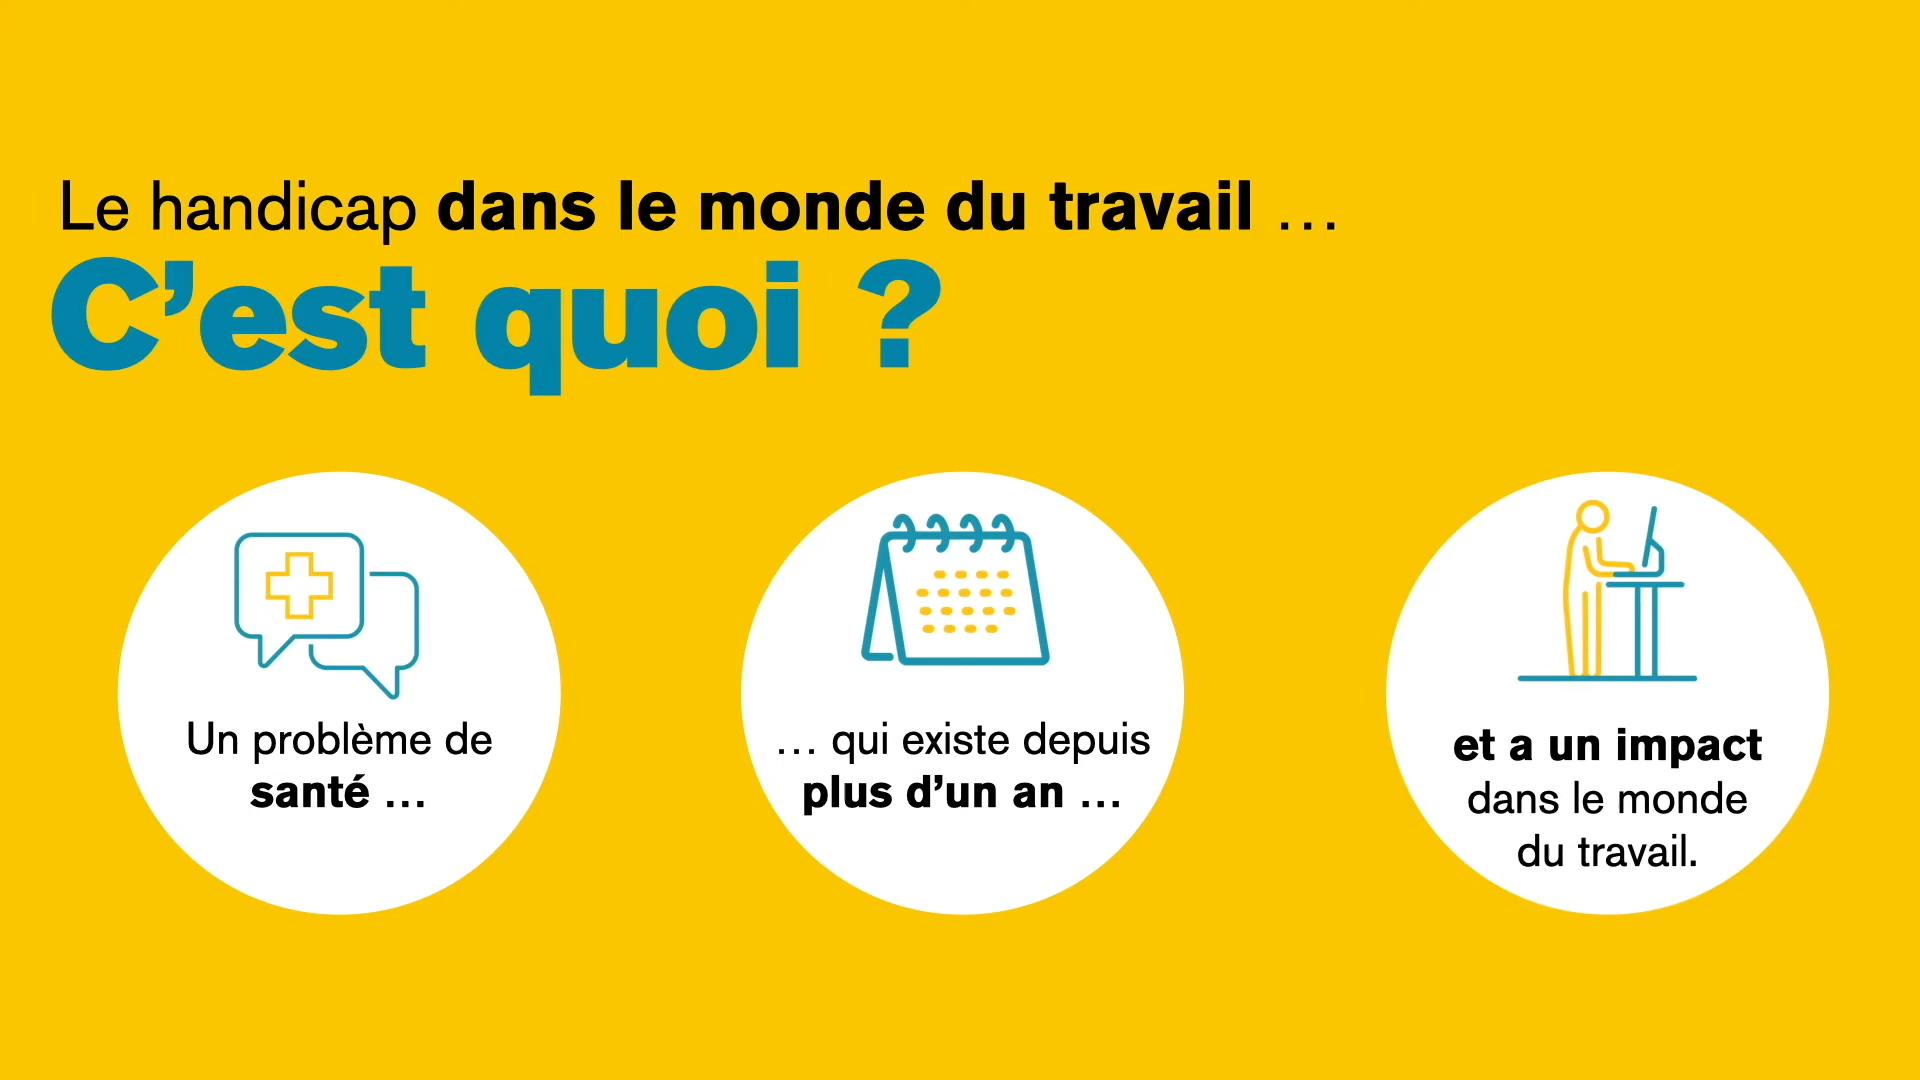 Le handicap dans le monde du travail …
C’est quoi ?
Un problème de
santé …
… qui existe depuis
plus d’un an …
et a un impact
dans le monde
du travail.